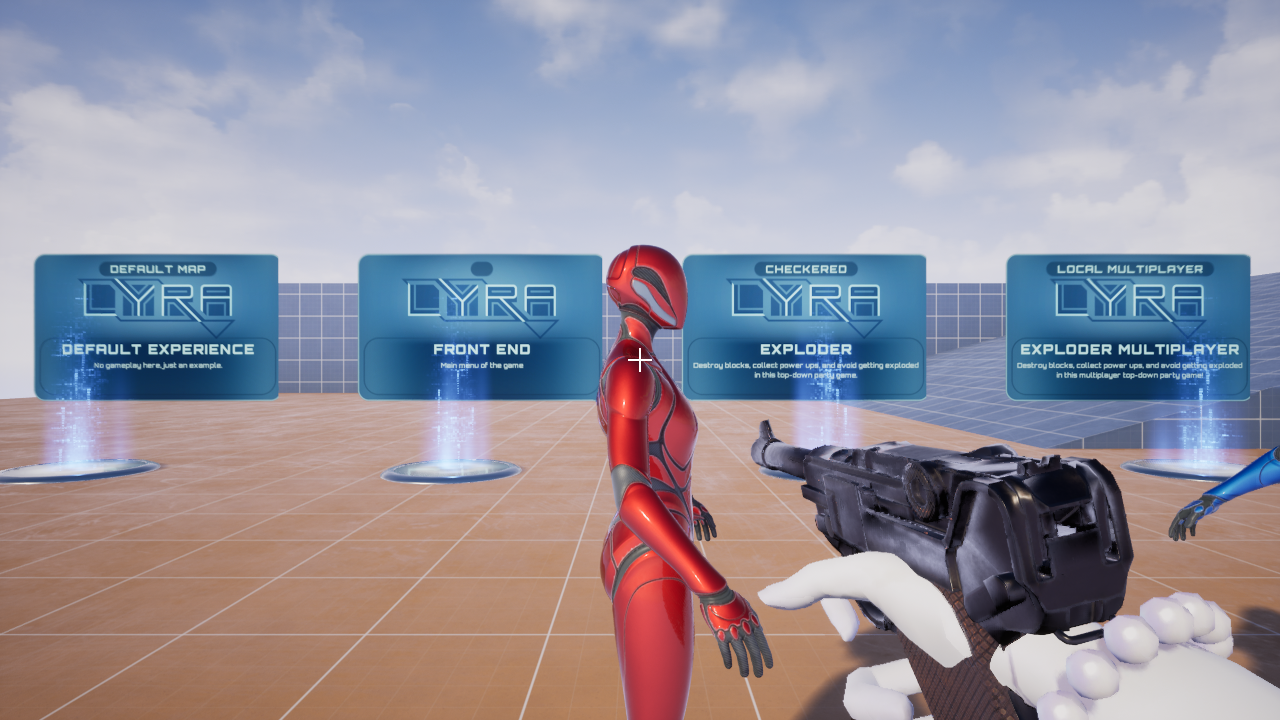 DEFAULT MAP
LYRA
DEFAULT EXPERIENCE
No gameplay here, just an example.
LYRA
FRONT END
Main menu of the game
CHECKERED
LYRA
EXPLODER
Destroy blocks, collect power ups, and avoid getting exploded
in this top-down party game.
LOCAL MULTIPLAYER
LYRA
EXPLODER MULTIPLAYER
Destroy blocks, collect power ups, and avoid getting exploded
in this multiplayer top-down party game!